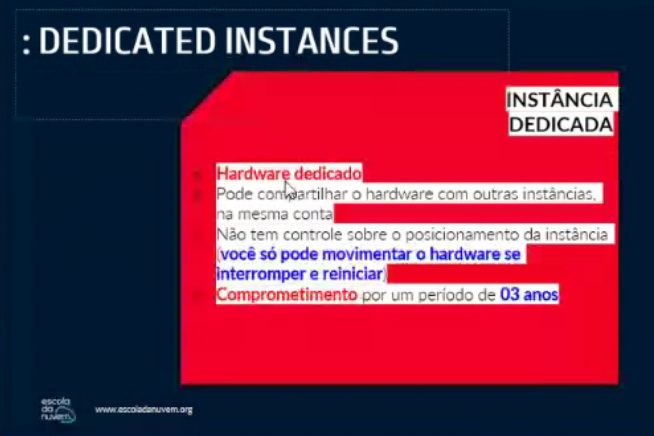 : DEDICATED INSTANCES
INSTÂNCIA
DEDICADA
Hardware dedicado
Pode compartilhar o hardware com outras instâncias,
na mesma conta
Não tem controle sobre o posicionamento da instância
(você só pode movimentar o hardware se
interromper e reiniciar)
Comprometimento por um período de 03 anos
escola
da
nuvem
www.escoladanuvem.org